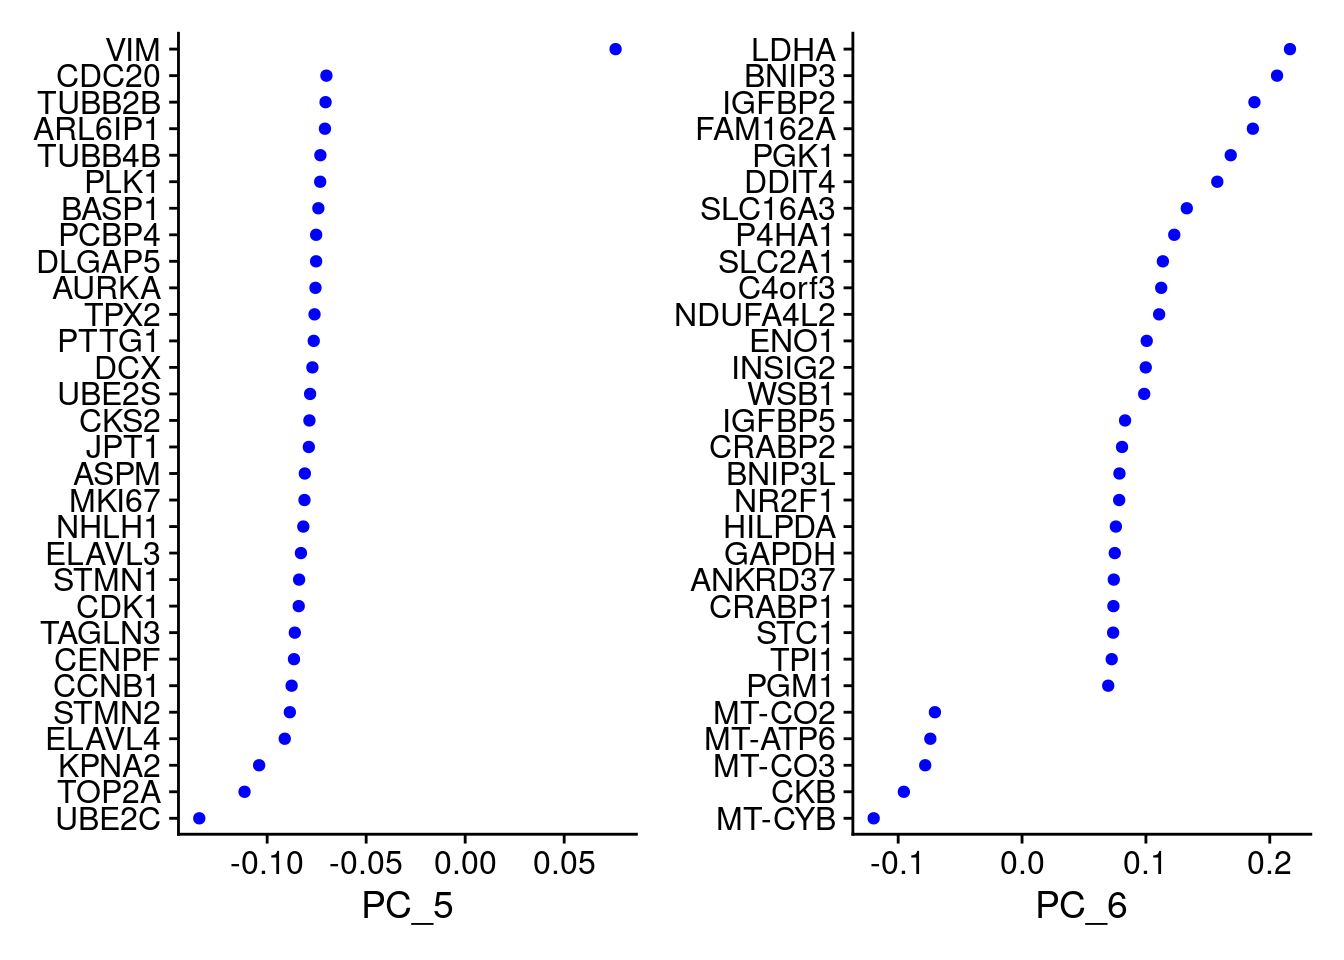 VIM
CDC20
TUBB2B
ARL6IP1
TUBB4B
PLK1
BASP1
PCBP4
DLGAP5
AURKA
TPX2
PTTG1
DCX
UBE2S
CKS2
JPT1
ASPM
MKI67
NHLH1
ELAVL3
STMN1
CDK1
TAGLN3
CENPF
CCNB1
STMN2
ELAVL4
KPNA2
TOP2A
UBE2C
-0.10 -0.05 0.00 0.05
PC_5
LDHA
BNIP3
IGFBP2
FAM162A
PGK1
DDIT4
SLC16A3
P4HA1
SLC2A1
C4orf3
NDUFA4L2
ENO1
INSIG2
WSB1
IGFBP5
CRABP2
BNIP3L
NR2F1
HILPDA
GAPDH
ANKRD37
CRABP1
STC1
TPI1
PGM1
MT-CO2
MT-ATP6
MT-CO3
CKB
MT-CYB
-0.1 0.0 0.1 0.2
PC_6